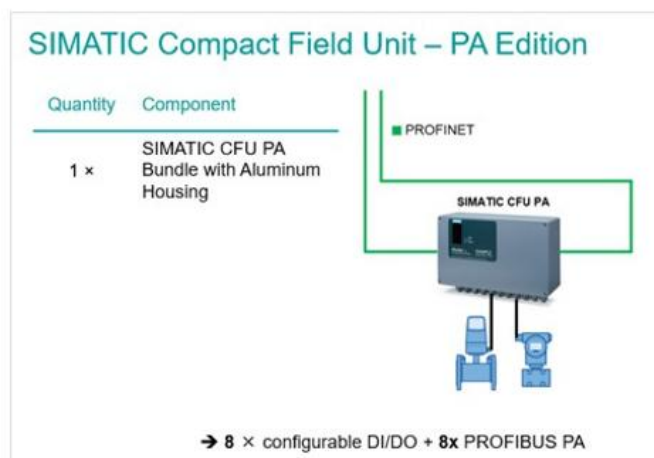 SIMATIC Compact Field Unit – PA Edition
Quantity Component
1 × SIMATIC CFU PA
Bundle with Aluminum
Housing
PROFINET
SIMATIC CFU PA
➔ 8 × configurable DI/DO + 8x PROFIBUS PA